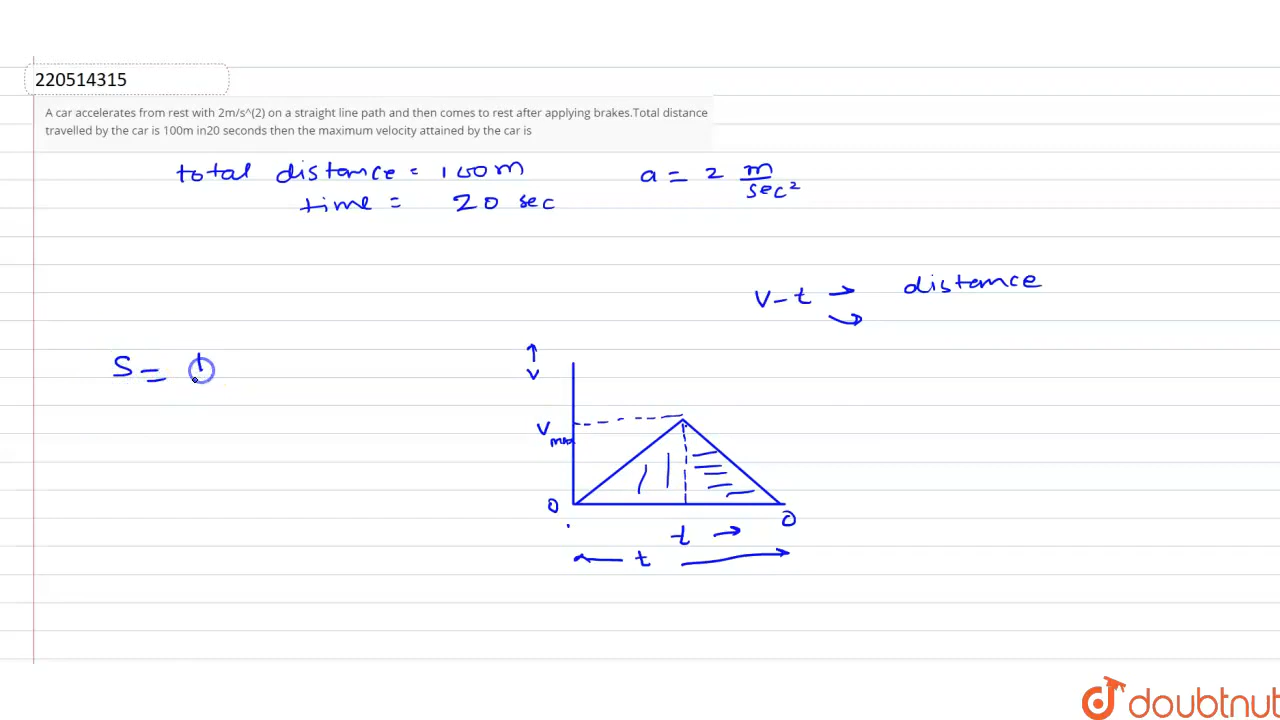 220514315
A car accelerates from rest with 2m/s^(2) on a straight line path and then comes to rest after applying brakes.Total distance
travelled by the car is 100m in20 seconds then the maximum velocity attained by the car is
total distance = 100m
a = 2 m/sec²
time = 20 sec
v-t → distance
S =
↑
v
Vmax
0
0
t →
t
doubtnut